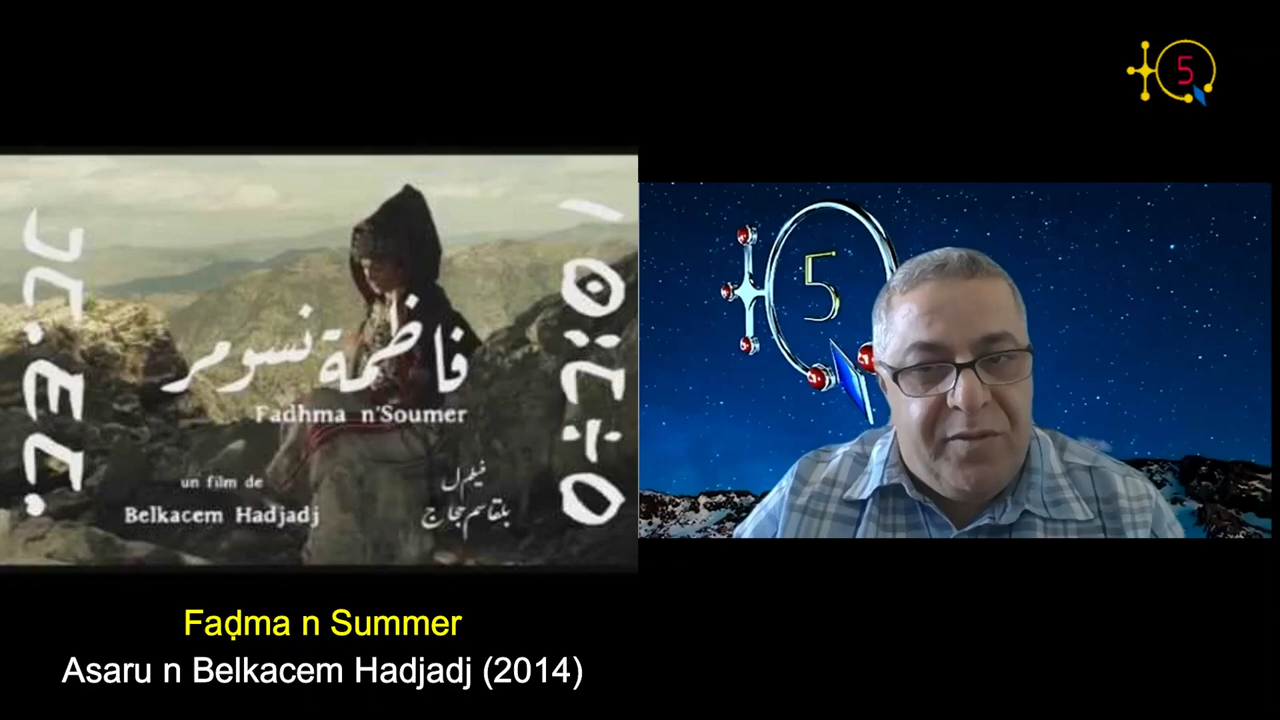 5
5
فاظمة نسومر
Fadhma n'Soumer
un film de
Belkacem Hadjadj
فيلم ل
بلقاسم حجاج
Faḍma n Summer
Asaru n Belkacem Hadjadj (2014)